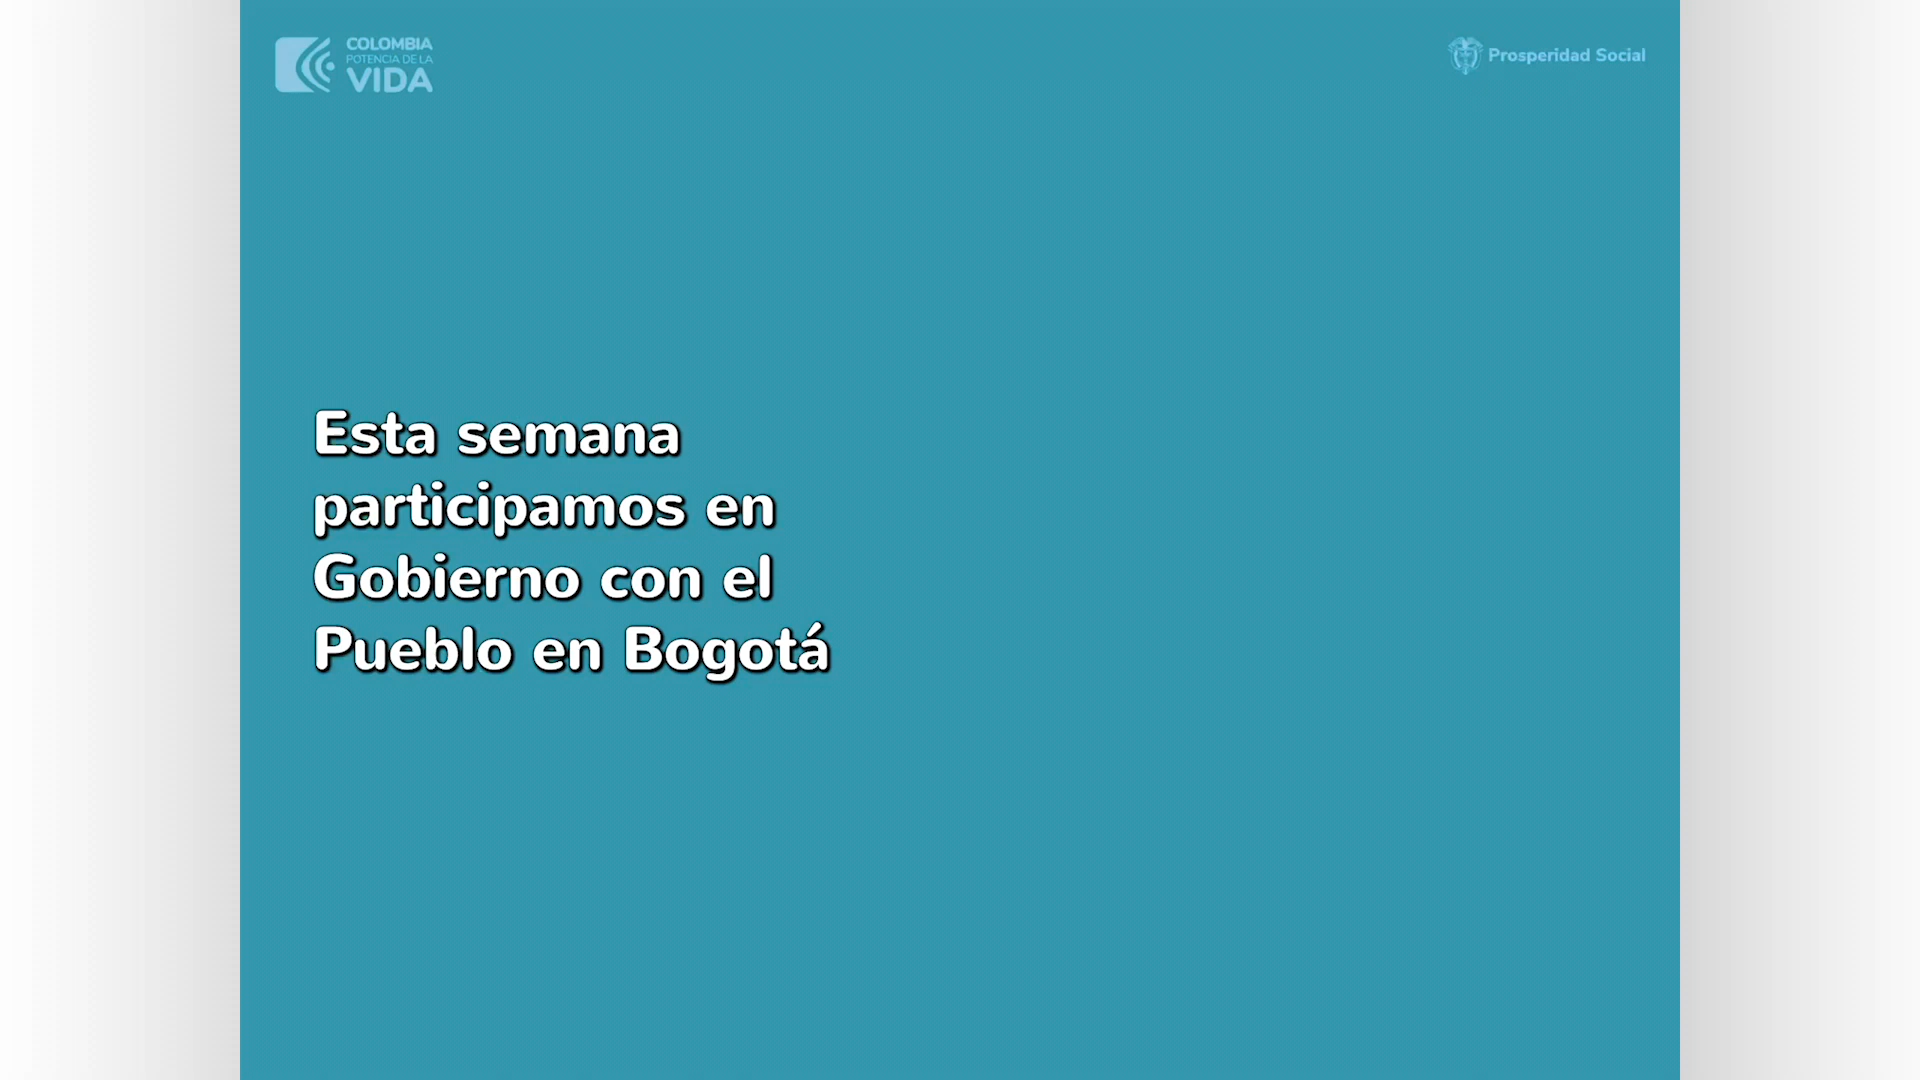 COLOMBIA
POTENCIA DE LA
VIDA
Prosperidad Social
Esta semana
participamos en
Gobierno con el
Pueblo en Bogotá